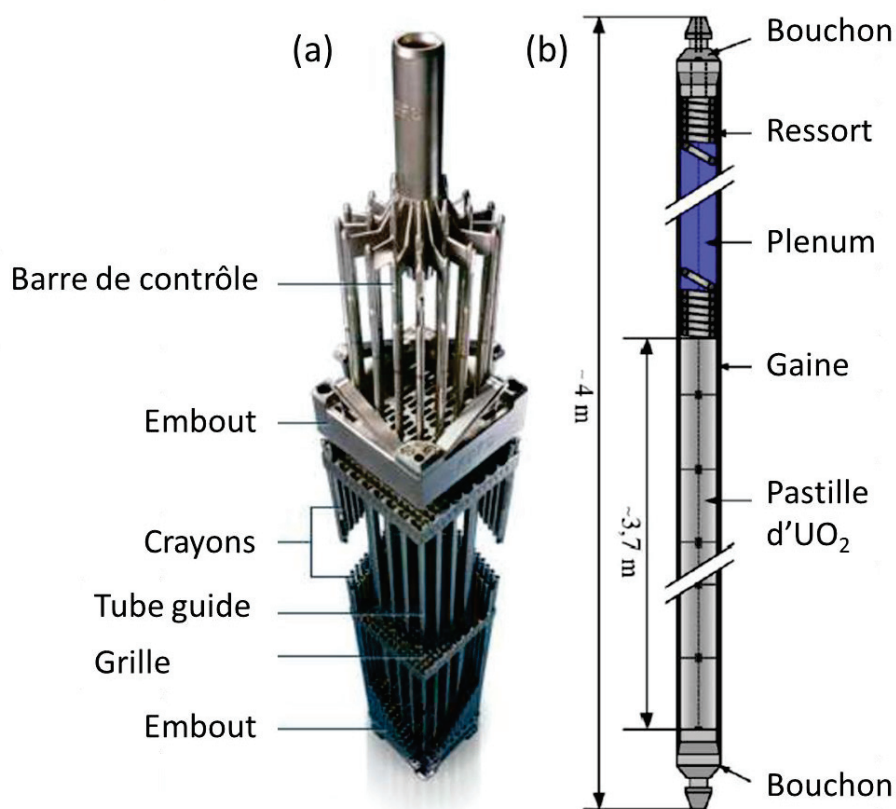 (a)
Barre de contrôle
Embout
Crayons
Tube guide
Grille
Embout
(b)
Bouchon
Ressort
Plenum
Gaine
Pastille
d'UO₂
Bouchon
~4 m
~3,7 m